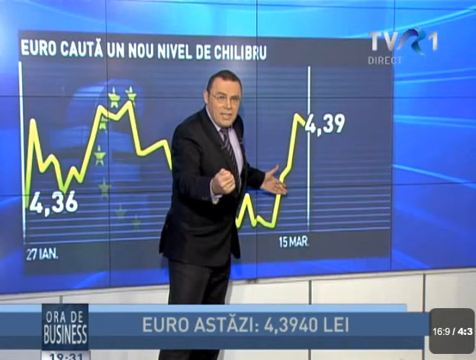 TVR1
DIRECT
EURO CAUTĂ UN NOU NIVEL DE CHILIBRU
4,39
4,36
27 IAN.
15 MAR.
ORA DE
BUSINESS
EURO ASTĂZI: 4,3940 LEI
19:31
16:9 / 4:3